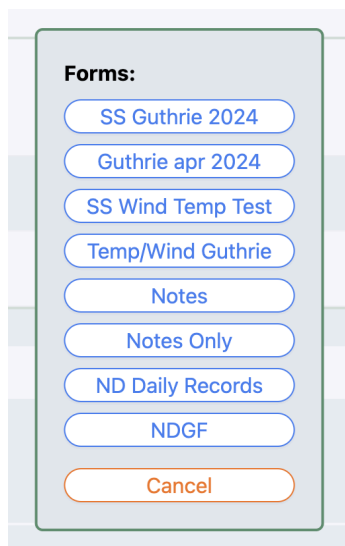 Forms:
SS Guthrie 2024
Guthrie apr 2024
SS Wind Temp Test
Temp/Wind Guthrie
Notes
Notes Only
ND Daily Records
NDGF
Cancel